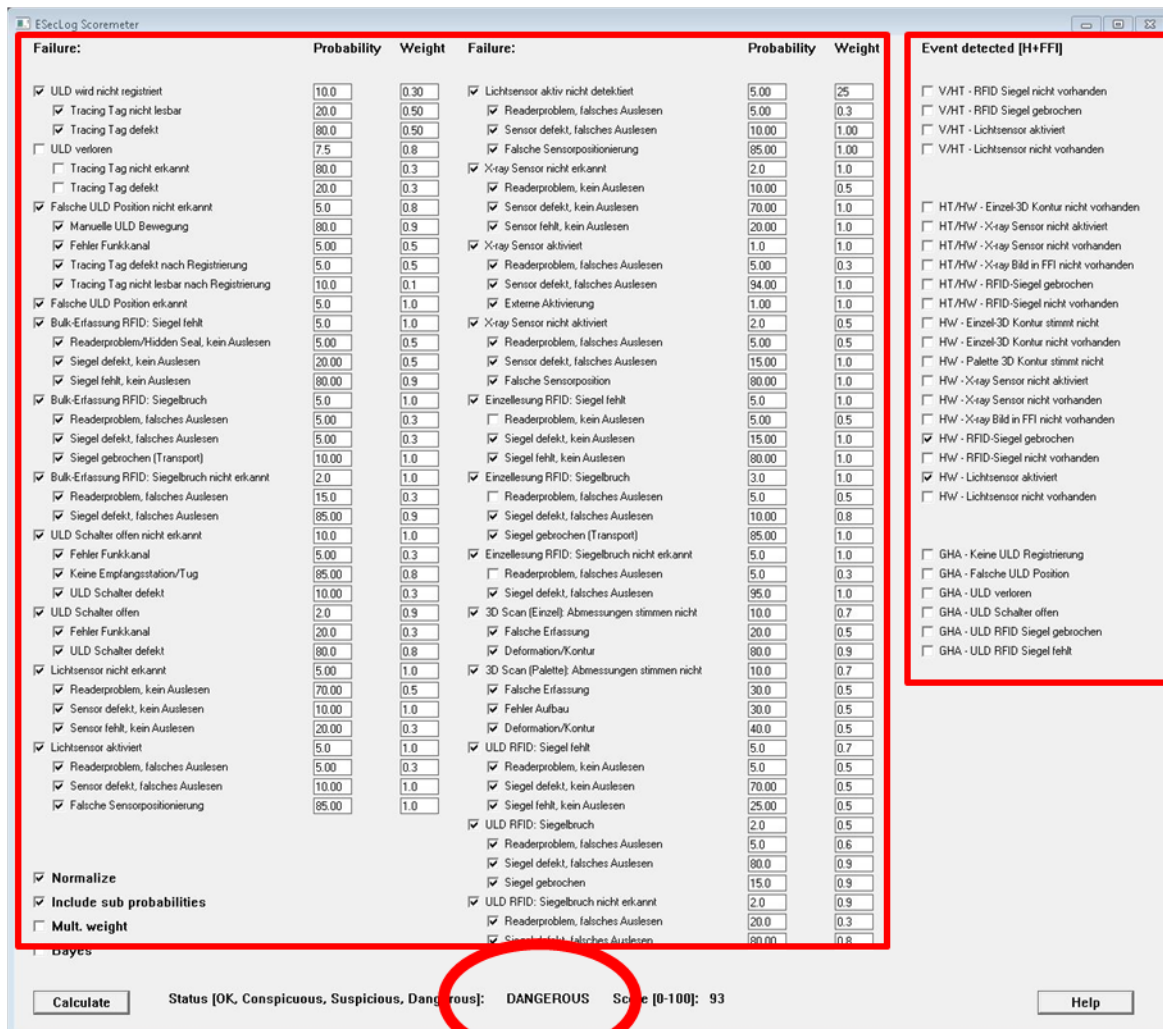 ESecLog Scoremeter
Failure: Probability Weight
ULD wird nicht registriert 10.0 0.30
Tracing Tag nicht lesbar 20.0 0.50
Tracing Tag defekt 80.0 0.50
ULD verloren 7.5 0.8
Tracing Tag nicht erkannt 80.0 0.3
Tracing Tag defekt 20.0 0.3
Falsche ULD Position nicht erkannt 5.0 0.8
Manuelle ULD Bewegung 80.0 0.9
Fehler Funkkanal 5.00 0.5
Tracing Tag defekt nach Registrierung 5.0 0.5
Tracing Tag nicht lesbar nach Registrierung 10.0 0.1
Falsche ULD Position erkannt 5.0 1.0
Bulk-Erfassung RFID: Siegel fehlt 5.0 1.0
Readerproblem/Hidden Seal, kein Auslesen 5.00 0.5
Siegel defekt, kein Auslesen 20.00 0.5
Siegel fehlt, kein Auslesen 80.00 0.9
Bulk-Erfassung RFID: Siegelbruch 5.0 1.0
Readerproblem, falsches Auslesen 5.00 0.3
Siegel defekt, falsches Auslesen 5.00 0.3
Siegel gebrochen (Transport) 10.00 1.0
Bulk-Erfassung RFID: Siegelbruch nicht erkannt 2.0 1.0
Readerproblem, falsches Auslesen 15.0 0.3
Siegel defekt, falsches Auslesen 85.00 0.9
ULD Schalter offen nicht erkannt 10.0 1.0
Fehler Funkkanal 5.00 0.3
Keine Empfangsstation/Tug 85.00 0.8
ULD Schalter defekt 10.00 0.3
ULD Schalter offen 2.0 0.9
Fehler Funkkanal 20.0 0.3
ULD Schalter defekt 80.0 0.8
Lichtsensor nicht erkannt 5.00 1.0
Readerproblem, kein Auslesen 70.00 0.5
Sensor defekt, kein Auslesen 10.00 1.0
Sensor fehlt, kein Auslesen 20.00 0.3
Lichtsensor aktiviert 5.0 1.0
Readerproblem, falsches Auslesen 5.00 0.3
Sensor defekt, falsches Auslesen 10.00 1.0
Falsche Sensorpositionierung 85.00 1.0
Normalize
Include sub probabilities
Mult. weight
Bayes
Failure: Probability Weight
Lichtsensor aktiv nicht detektiert 5.00 25
Readerproblem, falsches Auslesen 5.00 0.3
Sensor defekt, falsches Auslesen 10.00 1.00
Falsche Sensorpositionierung 85.00 1.00
X-ray Sensor nicht erkannt 2.0 1.0
Readerproblem, kein Auslesen 10.00 0.5
Sensor defekt, kein Auslesen 70.00 1.0
Sensor fehlt, kein Auslesen 20.00 1.0
X-ray Sensor aktiviert 1.0 1.0
Readerproblem, falsches Auslesen 5.00 0.3
Sensor defekt, falsches Auslesen 94.00 1.0
Externe Aktivierung 1.00 1.0
X-ray Sensor nicht aktiviert 2.0 0.5
Readerproblem, falsches Auslesen 5.00 0.5
Sensor defekt, falsches Auslesen 15.00 1.0
Falsche Sensorposition 80.00 1.0
Einzellesung RFID: Siegel fehlt 5.0 1.0
Readerproblem, kein Auslesen 5.00 0.5
Siegel defekt, kein Auslesen 15.00 1.0
Siegel fehlt, kein Auslesen 80.00 1.0
Einzellesung RFID: Siegelbruch 3.0 1.0
Readerproblem, falsches Auslesen 5.0 0.5
Siegel defekt, falsches Auslesen 10.00 0.8
Siegel gebrochen (Transport) 85.00 1.0
Einzellesung RFID: Siegelbruch nicht erkannt 5.0 1.0
Readerproblem, falsches Auslesen 5.0 0.3
Siegel defekt, falsches Auslesen 95.0 1.0
3D Scan (Einzel): Abmessungen stimmen nicht 10.0 0.7
Falsche Erfassung 20.0 0.5
Deformation/Kontur 80.0 0.9
3D Scan (Palette): Abmessungen stimmen nicht 10.0 0.7
Falsche Erfassung 30.0 0.5
Fehler Aufbau 30.0 0.5
Deformation/Kontur 40.0 0.5
ULD RFID: Siegel fehlt 5.0 0.7
Readerproblem, kein Auslesen 5.0 0.5
Siegel defekt, kein Auslesen 70.00 0.5
Siegel fehlt, kein Auslesen 25.00 0.5
ULD RFID: Siegelbruch 2.0 0.5
Readerproblem, falsches Auslesen 5.0 0.6
Siegel defekt, falsches Auslesen 80.0 0.9
Siegel gebrochen 15.0 0.9
ULD RFID: Siegelbruch nicht erkannt 2.0 0.9
Readerproblem, falsches Auslesen 20.0 0.3
Siegel defekt, falsches Auslesen 80.00 0.8
Event detected [H+FFI]
V/HT - RFID Siegel nicht vorhanden
V/HT - RFID Siegel gebrochen
V/HT - Lichtsensor aktiviert
V/HT - Lichtsensor nicht vorhanden
HT/HW - Einzel-3D Kontur nicht vorhanden
HT/HW - X-ray Sensor nicht aktiviert
HT/HW - X-ray Sensor nicht vorhanden
HT/HW - X-ray Bild in FFI nicht vorhanden
HT/HW - RFID-Siegel gebrochen
HT/HW - RFID-Siegel nicht vorhanden
HW - Einzel-3D Kontur stimmt nicht
HW - Einzel-3D Kontur nicht vorhanden
HW - Palette 3D Kontur stimmt nicht
HW - X-ray Sensor nicht aktiviert
HW - X-ray Sensor nicht vorhanden
HW - X-ray Bild in FFI nicht vorhanden
HW - RFID-Siegel gebrochen
HW - RFID-Siegel nicht vorhanden
HW - Lichtsensor aktiviert
HW - Lichtsensor nicht vorhanden
GHA - Keine ULD Registrierung
GHA - Falsche ULD Position
GHA - ULD verloren
GHA - ULD Schalter offen
GHA - ULD RFID Siegel gebrochen
GHA - ULD RFID Siegel fehlt
Calculate Status [OK, Conspicuous, Suspicious, Dangerous]: DANGEROUS Score [0-100]: 93 Help